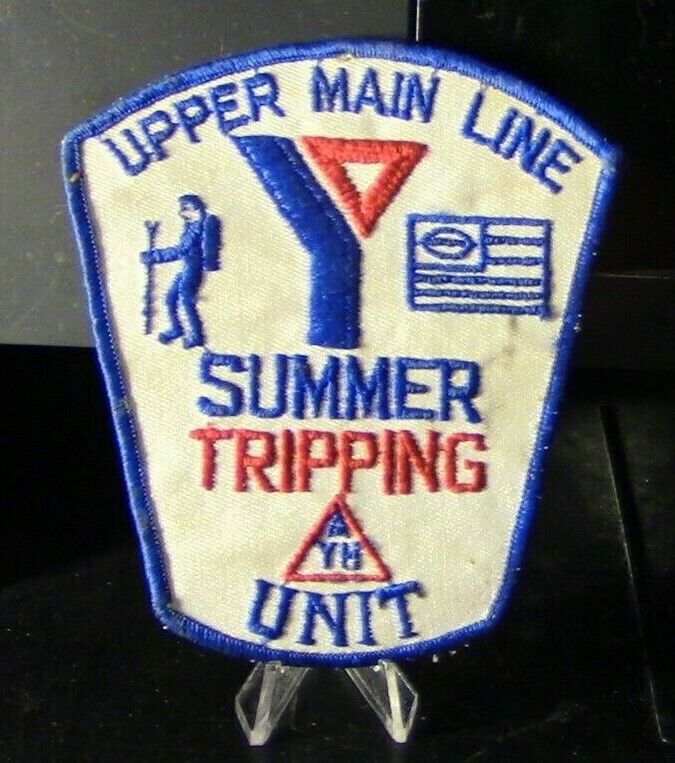 UPPER MAIN LINE
Y
SUMMER
TRIPPING
A
YH
UNIT